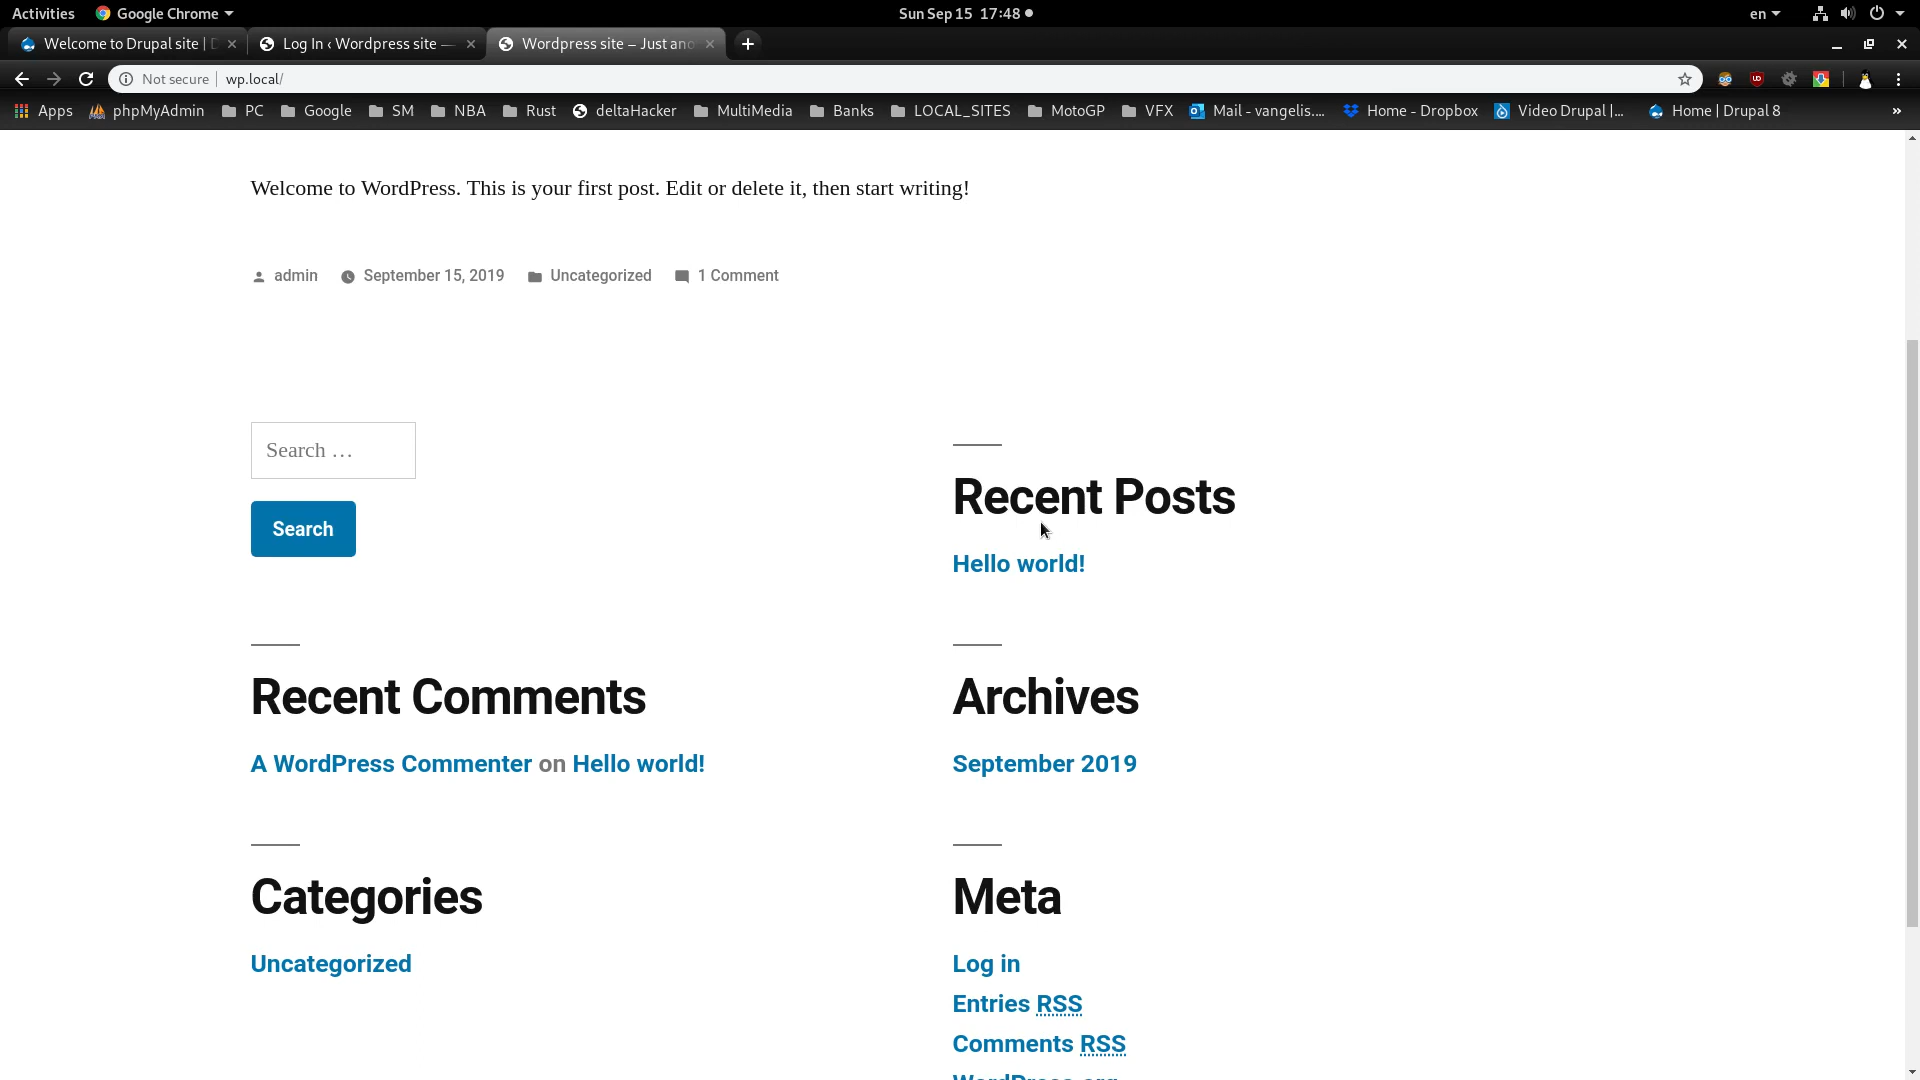 Activities Google Chrome Sun Sep 15 17:48 en
Welcome to Drupal site | D Log In ‹ Wordpress site — Wordpress site – Just ano
Not secure wp.local/
Apps phpMyAdmin PC Google SM NBA Rust deltaHacker MultiMedia Banks LOCAL_SITES MotoGP VFX Mail - vangelis.... Home - Dropbox Video Drupal |... Home | Drupal 8 »
Welcome to WordPress. This is your first post. Edit or delete it, then start writing!
admin September 15, 2019 Uncategorized 1 Comment
Search …
Search
Recent Posts
Hello world!
Recent Comments
A WordPress Commenter on Hello world!
Archives
September 2019
Categories
Uncategorized
Meta
Log in
Entries RSS
Comments RSS
WordPress.org